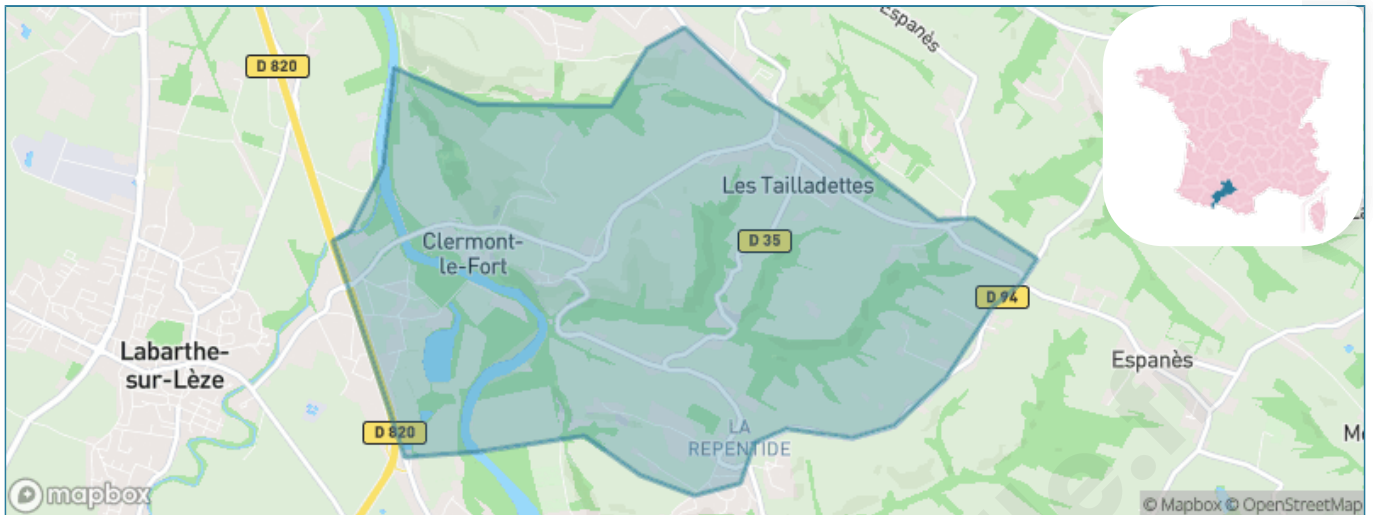 Espanès
D 820
Les Tailladettes
Clermont-
le-Fort
D 35
D 94
Labarthe-
sur-Lèze
Espanès
D 820
LA
REPENTIDE
mapbox
© Mapbox © OpenStreetMap